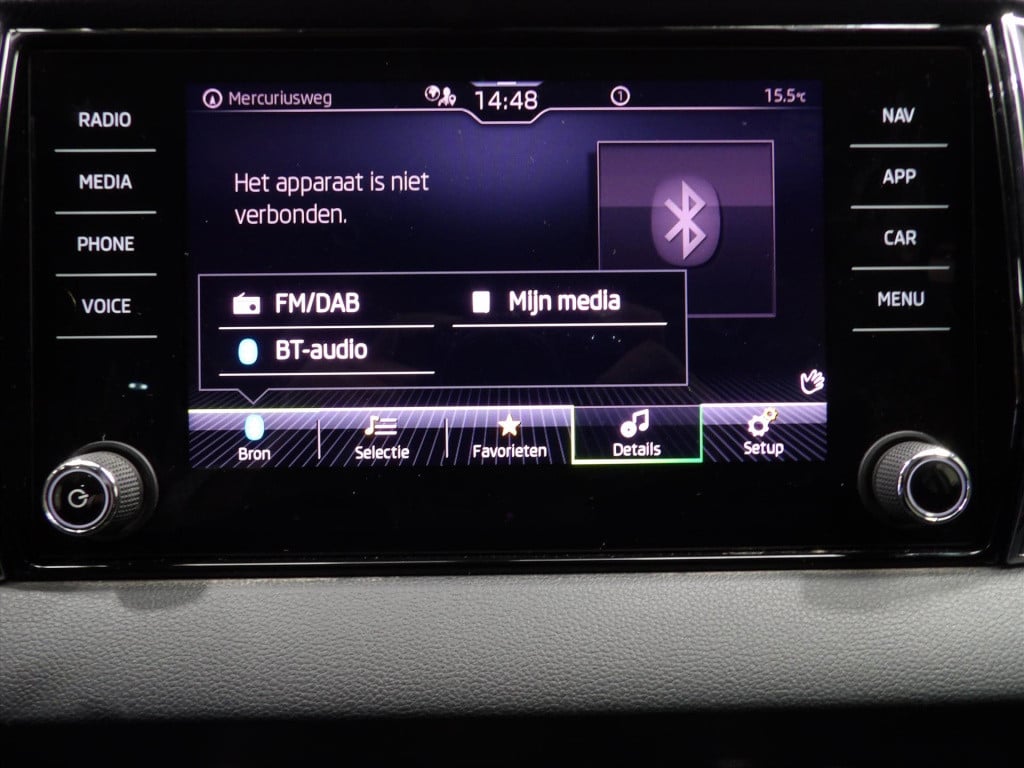 RADIO
MEDIA
PHONE
VOICE
Mercuriusweg
14:48
1
15.5°C
Het apparaat is niet
verbonden.
FM/DAB
Mijn media
BT-audio
Bron
Selectie
Favorieten
Details
Setup
NAV
APP
CAR
MENU